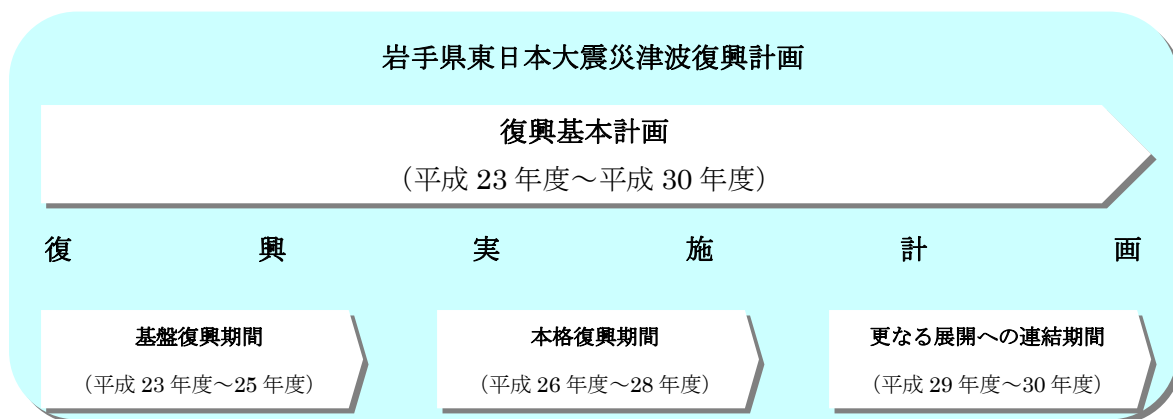 岩手県東日本大震災津波復興計画
復興基本計画
（平成 23 年度～平成 30 年度）
復興実施計画
基盤復興期間
（平成 23 年度～25 年度）
本格復興期間
（平成 26 年度～28 年度）
更なる展開への連結期間
（平成 29 年度～30 年度）